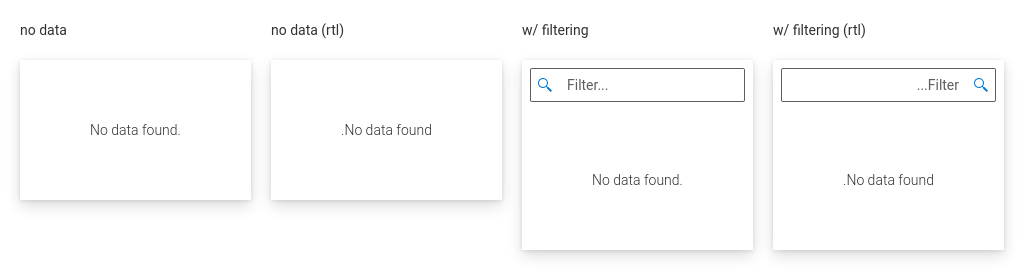 no data
No data found.
no data (rtl)
.No data found
w/ filtering
Filter...
No data found.
w/ filtering (rtl)
...Filter
.No data found